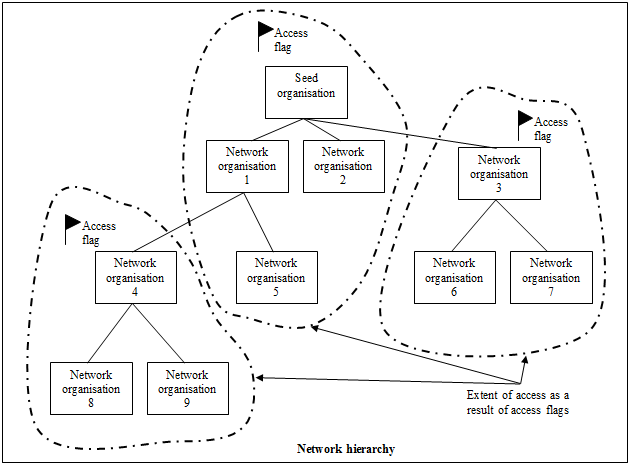 Access
flag
Seed
organisation
Access
flag
Network
organisation
1
Network
organisation
2
Network
organisation
3
Access
flag
Network
organisation
4
Network
organisation
5
Network
organisation
6
Network
organisation
7
Network
organisation
8
Network
organisation
9
Extent of access as a
result of access flags
Network hierarchy